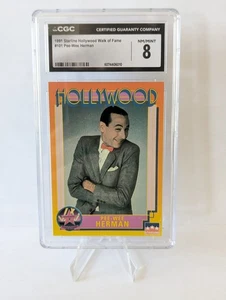 CGC
CERTIFIED GUARANTY COMPANY
1991 Starline Hollywood Walk of Fame
#101 Pee-Wee Herman
NM/MINT
8
HOLLYWOOD
PEE-WEE
HERMAN